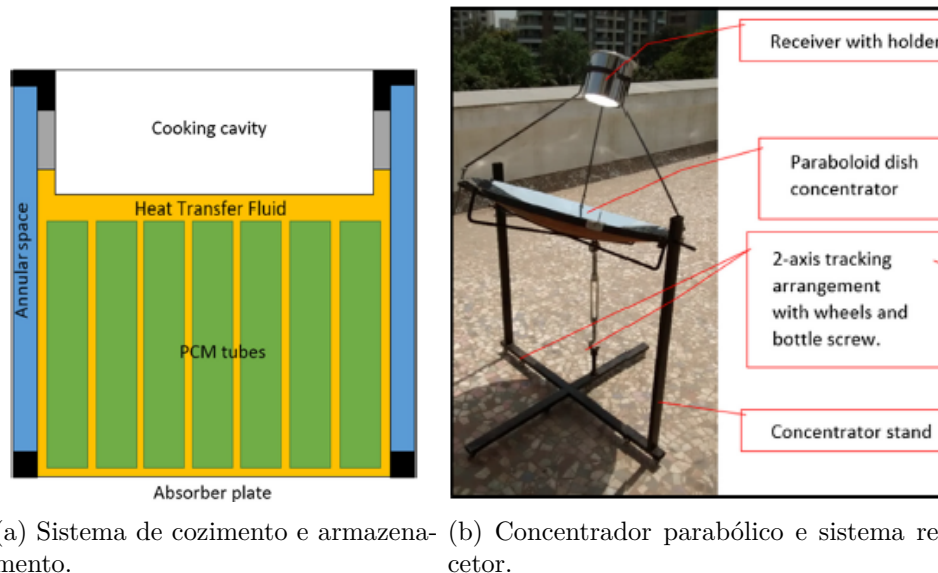 Cooking cavity
Heat Transfer Fluid
Annular space
PCM tubes
Absorber plate
Receiver with holder
Paraboloid dish
concentrator
2-axis tracking
arrangement
with wheels and
bottle screw.
Concentrator stand
(a) Sistema de cozimento e armazena-
mento.
(b) Concentrador parabólico e sistema re-
cetor.